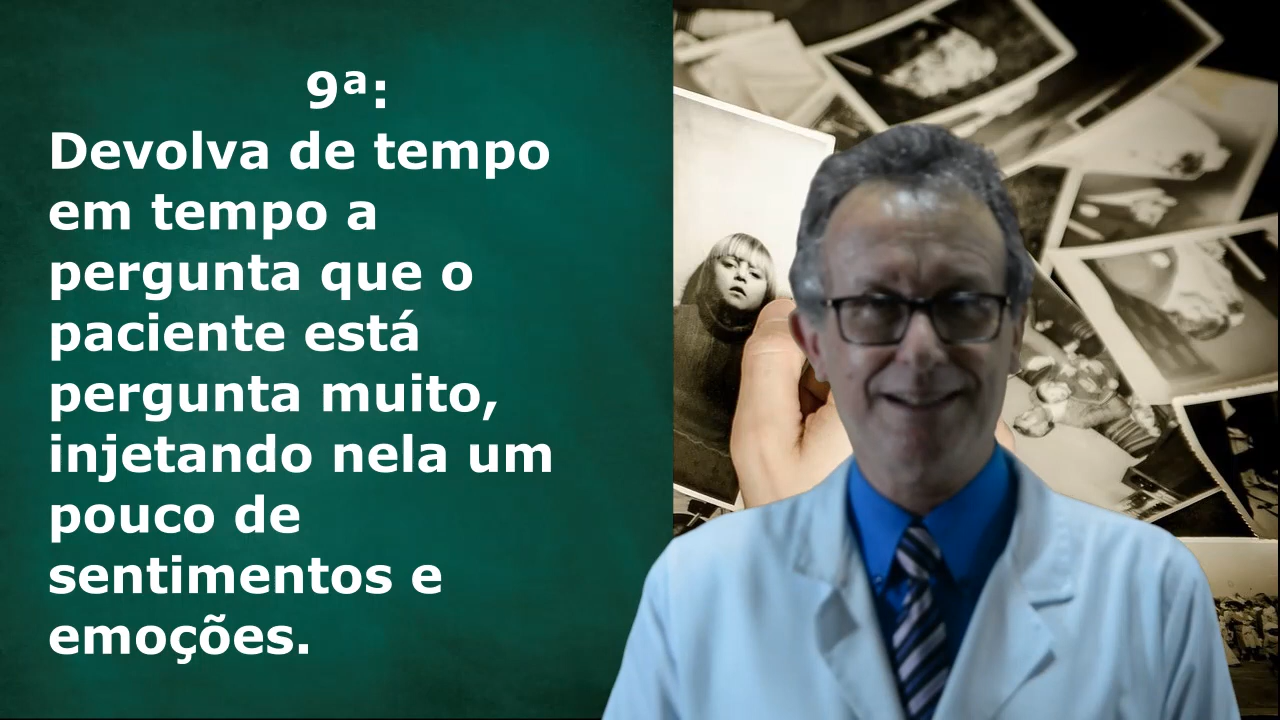 9ª:
Devolva de tempo
em tempo a
pergunta que o
paciente está
pergunta muito,
injetando nela um
pouco de
sentimentos e
emoções.